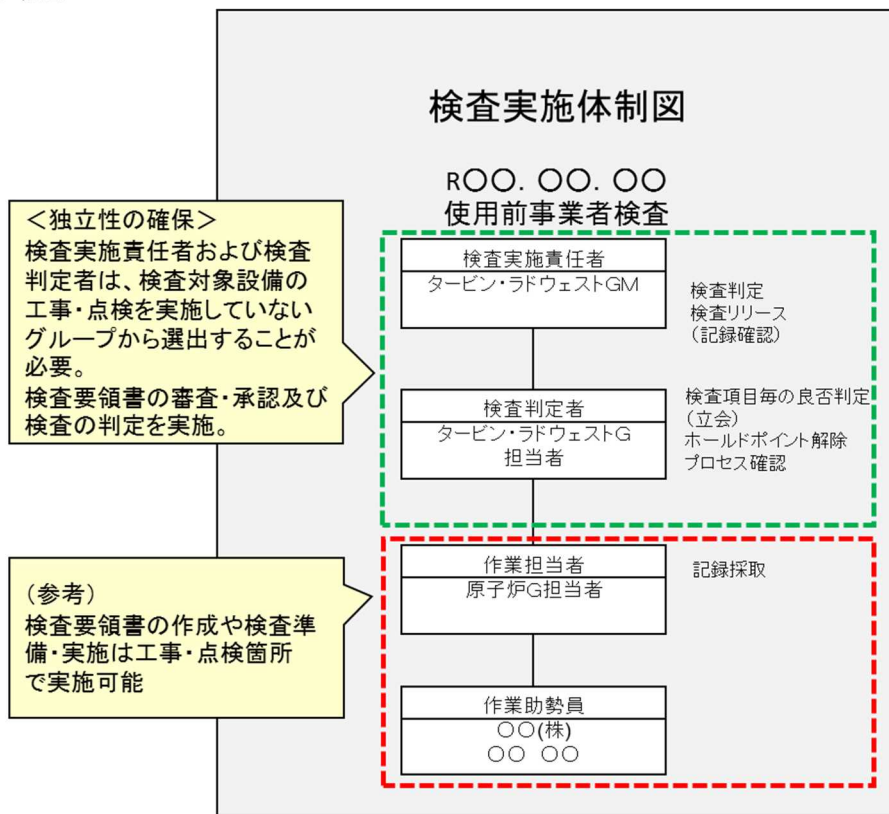 検査実施体制図
R〇〇. 〇〇. 〇〇
使用前事業者検査
＜独立性の確保＞
検査実施責任者および検査
判定者は、検査対象設備の
工事・点検を実施していない
グループから選出することが
必要。
検査要領書の審査・承認及び
検査の判定を実施。
検査実施責任者
タービン・ラドウェストGM
検査判定
検査リリース
（記録確認）
検査判定者
タービン・ラドウェストG
担当者
検査項目毎の良否判定
（立会）
ホールドポイント解除
プロセス確認
（参考）
検査要領書の作成や検査準
備・実施は工事・点検箇所
で実施可能
作業担当者
原子炉G担当者
記録採取
作業助勢員
〇〇(株)
〇〇 〇〇